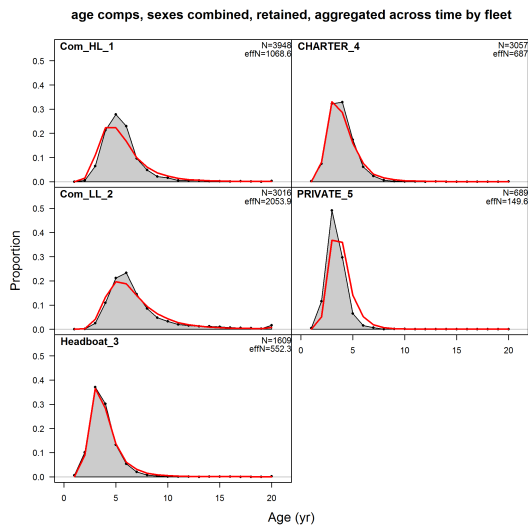 age comps, sexes combined, retained, aggregated across time by fleet
Com_HL_1
N=3948
effN=1068.6
CHARTER_4
N=3057
effN=687
0.5
0.4
0.3
0.2
0.1
0.0
Com_LL_2
N=3016
effN=2053.9
PRIVATE_5
N=689
effN=149.6
0.5
0.4
0.3
0.2
0.1
0.0
0 5 10 15 20
Headboat_3
N=1609
effN=552.3
0.5
0.4
0.3
0.2
0.1
0.0
0 5 10 15 20
Proportion
Age (yr)